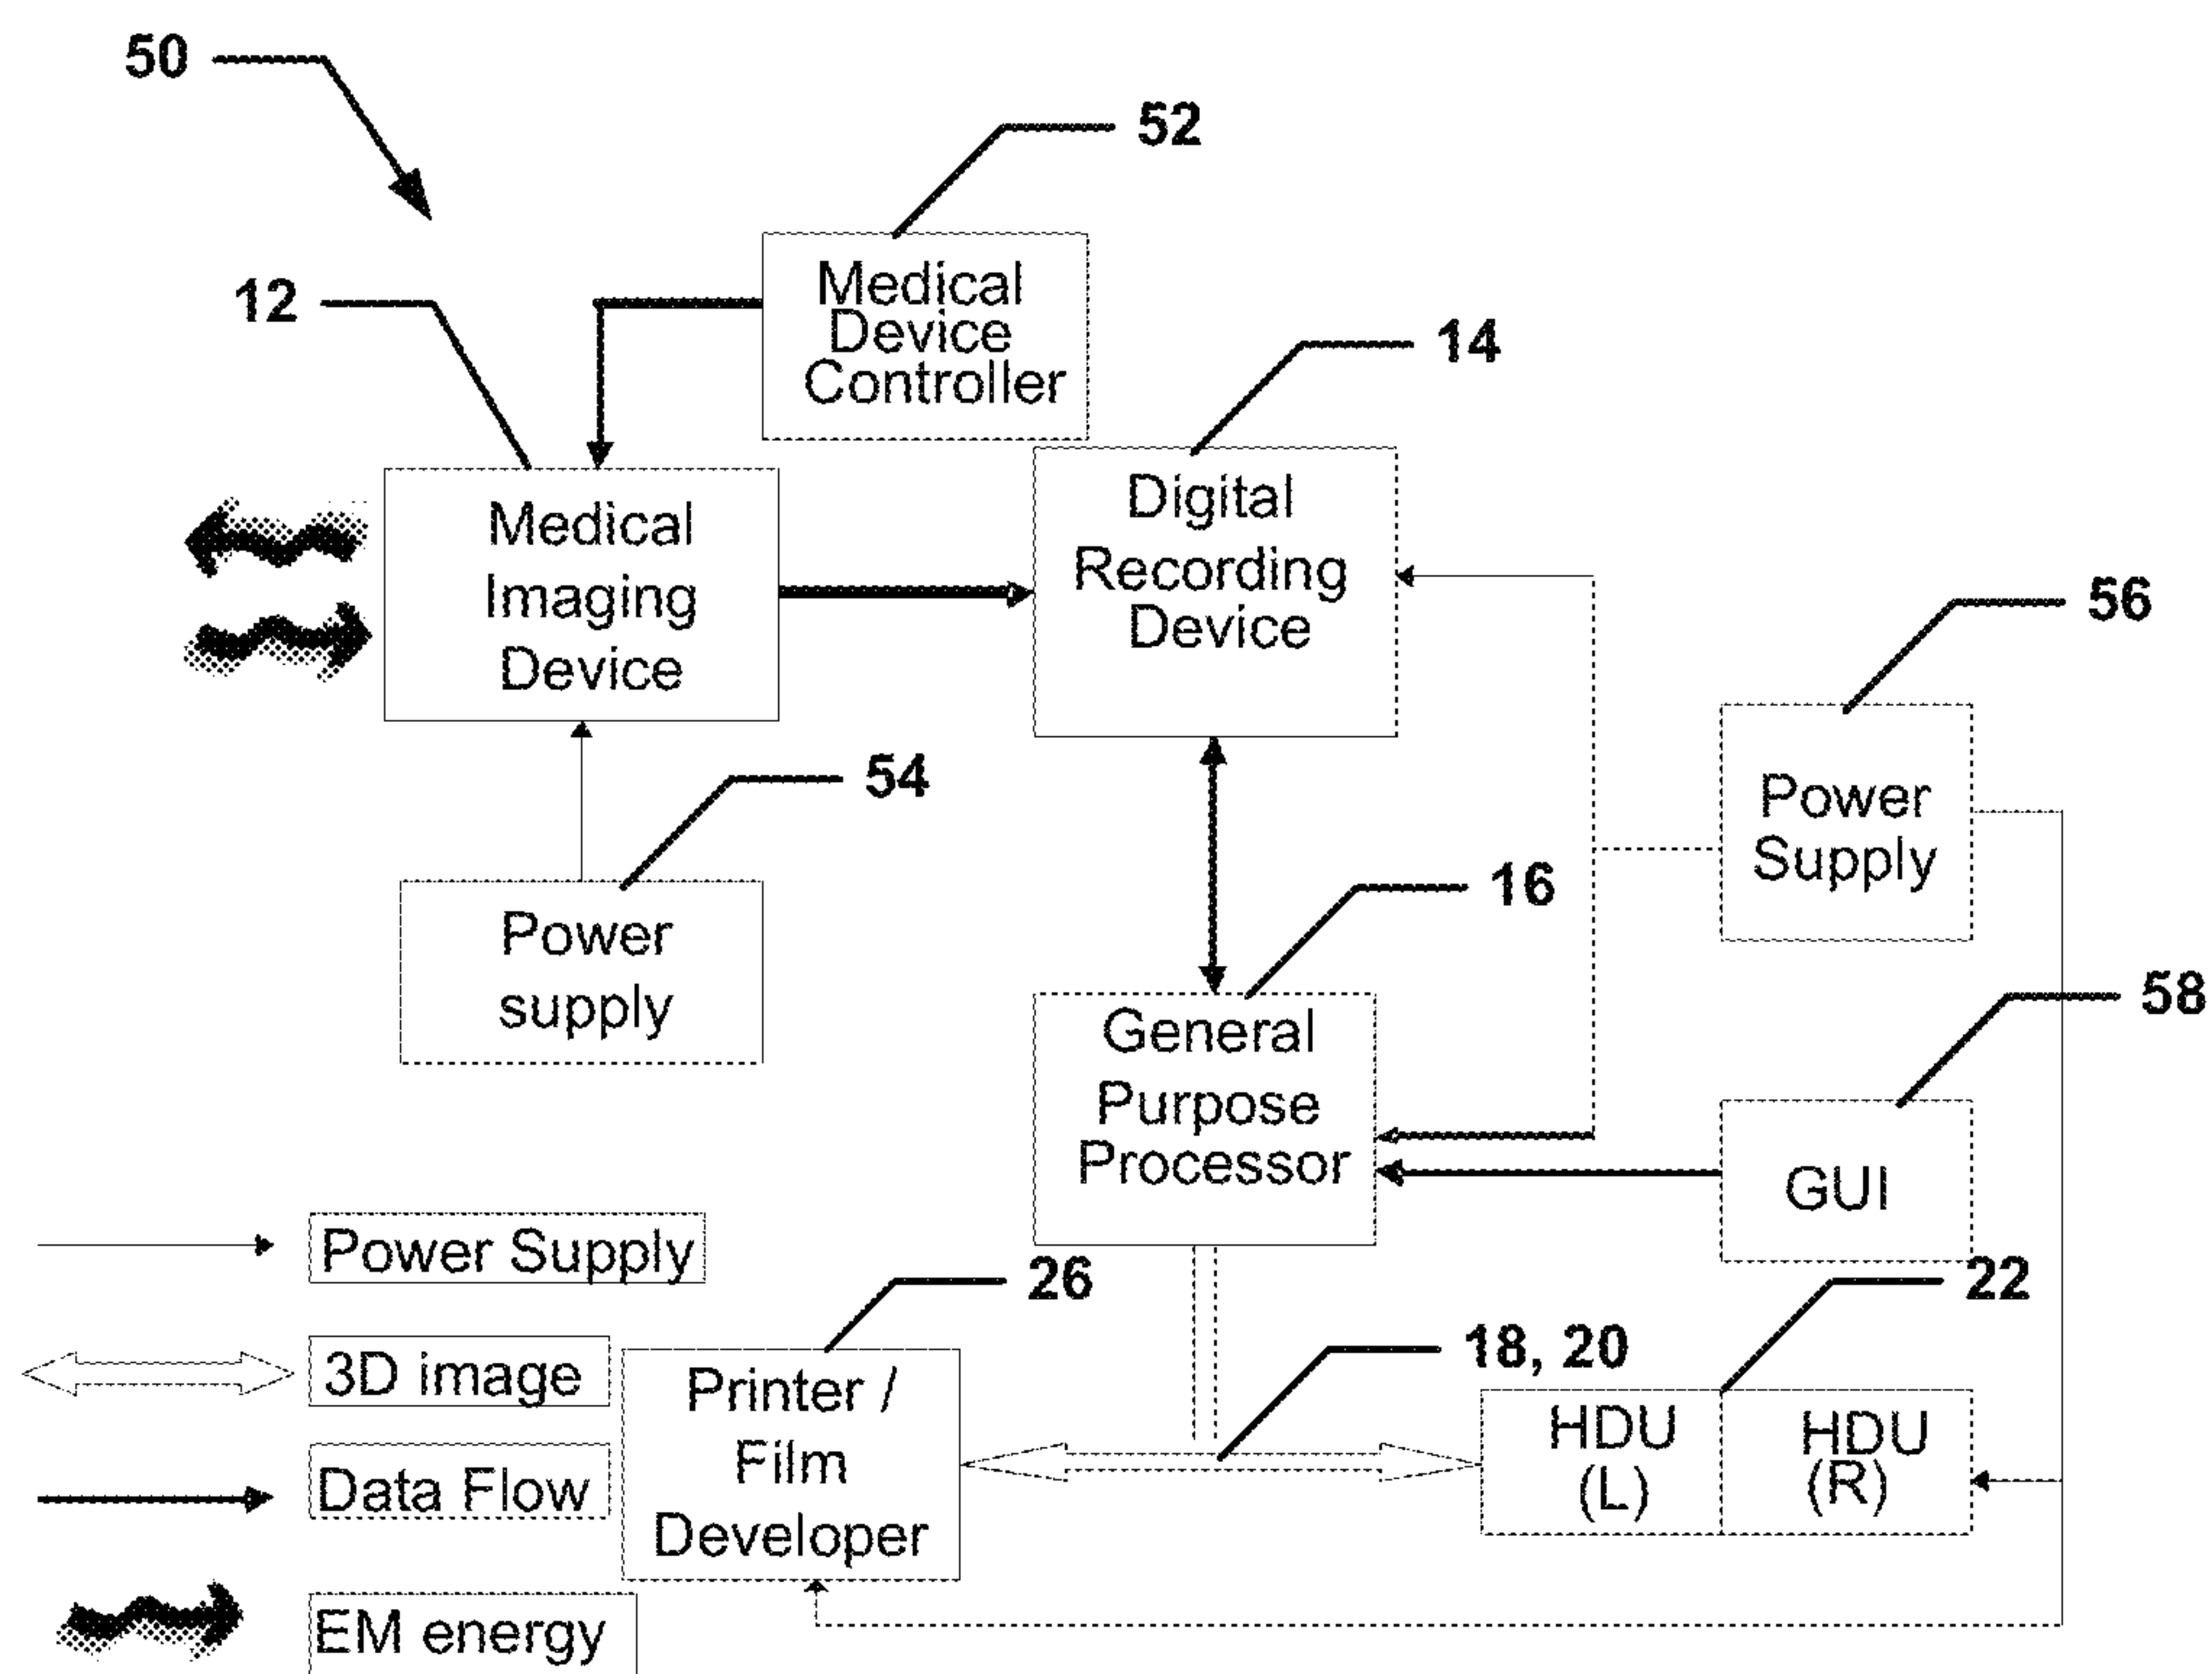 50
52
Medical
Device
Controller
12
14
Medical
Imaging
Device
Digital
Recording
Device
56
Power
Supply
54
Power
supply
16
General
Purpose
Processor
58
GUI
Power Supply
3D image
Data Flow
EM energy
26
Printer /
Film
Developer
18, 20
22
HDU
(L)
HDU
(R)